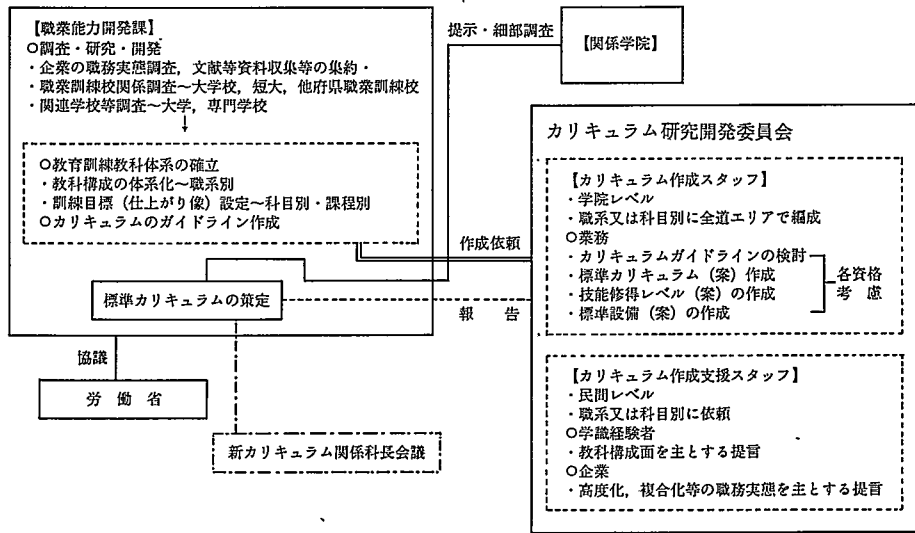 【職業能力開発課】
○調査・研究・開発
・企業の職務実態調査，文献等資料収集等の集約・
・職業訓練校関係調査～大学校，短大，他府県職業訓練校
・関連学校等調査～大学，専門学校
○教育訓練教科体系の確立
・教科構成の体系化～職系別
・訓練目標（仕上がり像）設定～科目別・課程別
○カリキュラムのガイドライン作成
標準カリキュラムの策定
協議
労働省
新カリキュラム関係科長会議
提示・細部調査
【関係学院】
作成依頼
報告
カリキュラム研究開発委員会
【カリキュラム作成スタッフ】
・学院レベル
・職系又は科目別に全道エリアで編成
○業務
・カリキュラムガイドラインの検討
・標準カリキュラム（案）作成
・技能修得レベル（案）の作成
・標準設備（案）の作成
各資格
考慮
【カリキュラム作成支援スタッフ】
・民間レベル
・職系又は科目別に依頼
○学識経験者
・教科構成面を主とする提言
○企業
・高度化，複合化等の職務実態を主とする提言